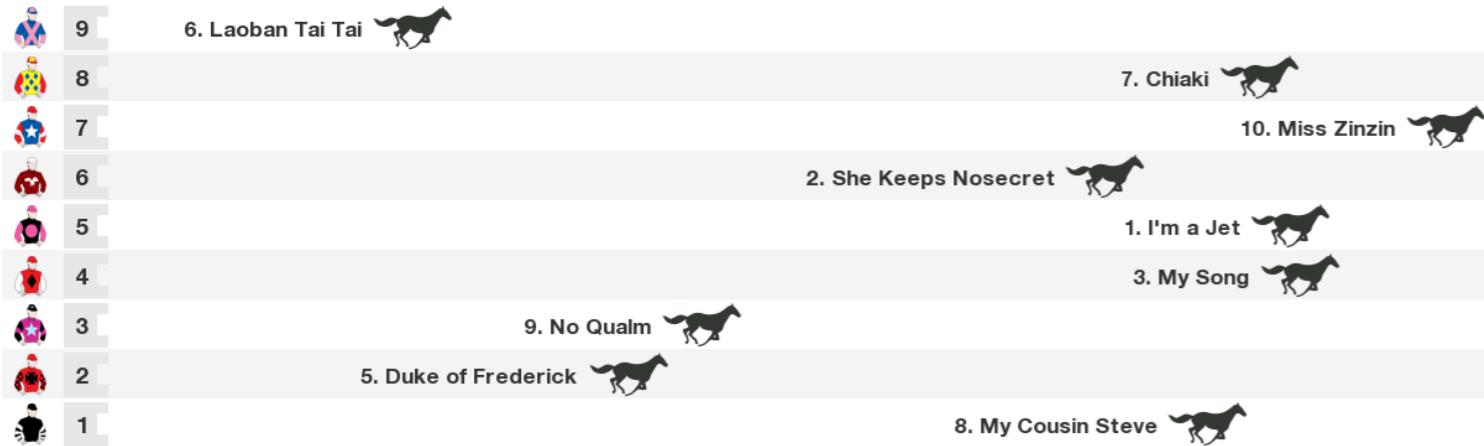 9 6. Laoban Tai Tai
8 7. Chiaki
7 10. Miss Zinzin
6 2. She Keeps Nosecret
5 1. I'm a Jet
4 3. My Song
3 9. No Qualm
2 5. Duke of Frederick
1 8. My Cousin Steve